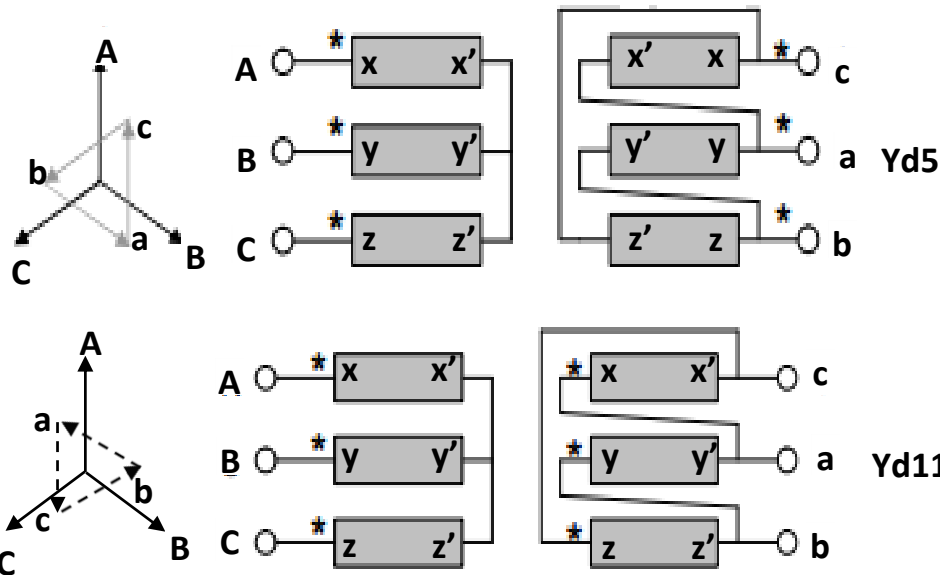 A
c
b
a
C
B
A * x x'
B * y y'
C * z z'
x' x * c
y' y * a Yd5
z' z * b
A
a
b
c
C
B
A * x x'
B * y y'
C * z z'
* x x' c
* y y' a Yd11
* z z' b